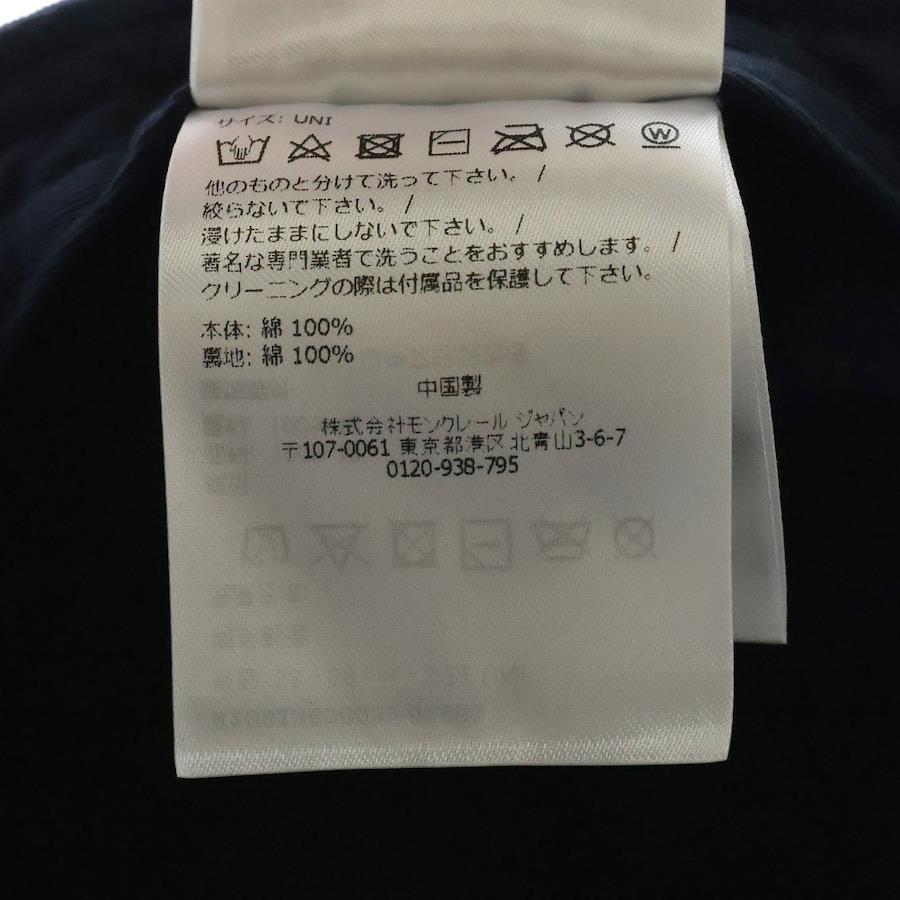 サイズ: UNI
W
他のものと分けて洗って下さい。 /
絞らないで下さい。 /
浸けたままにしないで下さい。 /
著名な専門業者で洗うことをおすすめします。 /
クリーニングの際は付属品を保護して下さい。
本体: 綿 100%
裏地: 綿 100%
中国製
株式会社モンクレール ジャパン
〒107-0061 東京都港区北青山3-6-7
0120-938-795